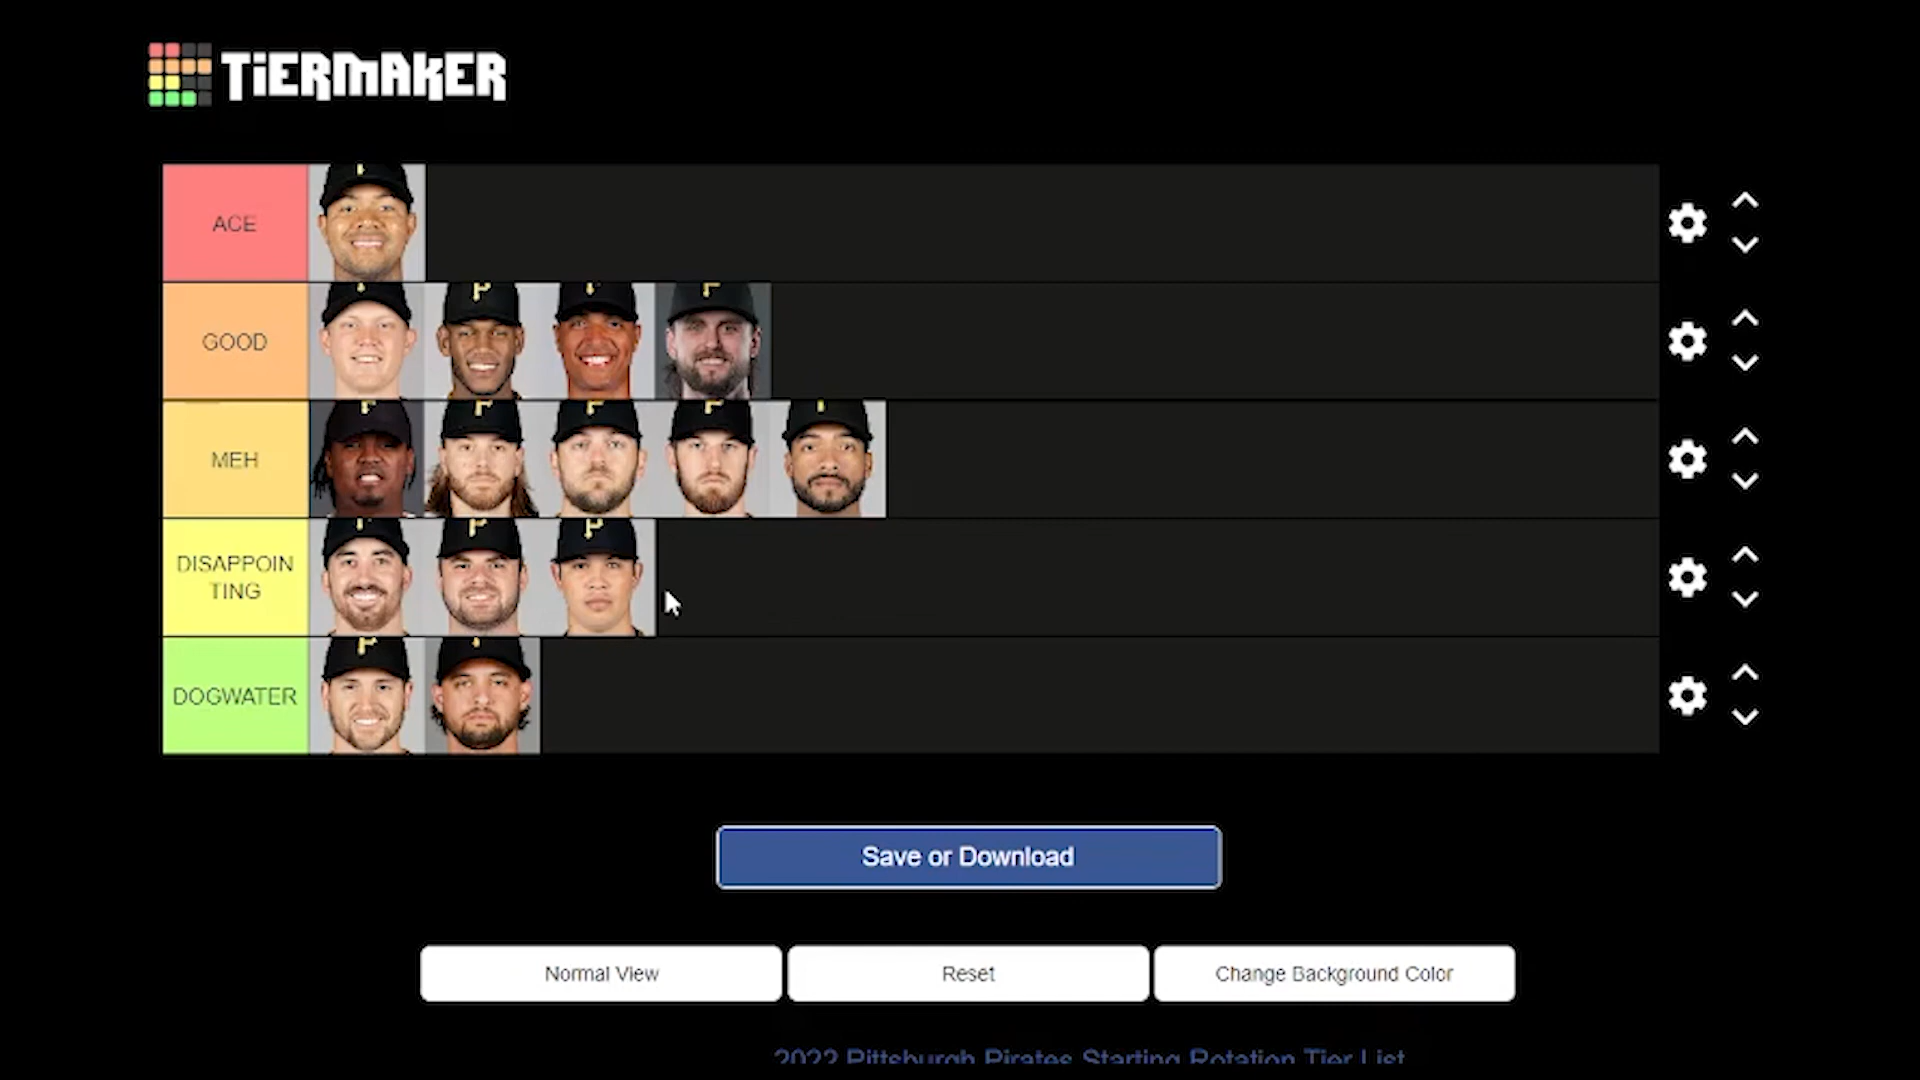 TiERMAKER
ACE
GOOD
MEH
DISAPPOIN
TING
DOGWATER
Save or Download
Normal View
Reset
Change Background Color
2022 Pittsburgh Pirates Starting Rotation Tier List